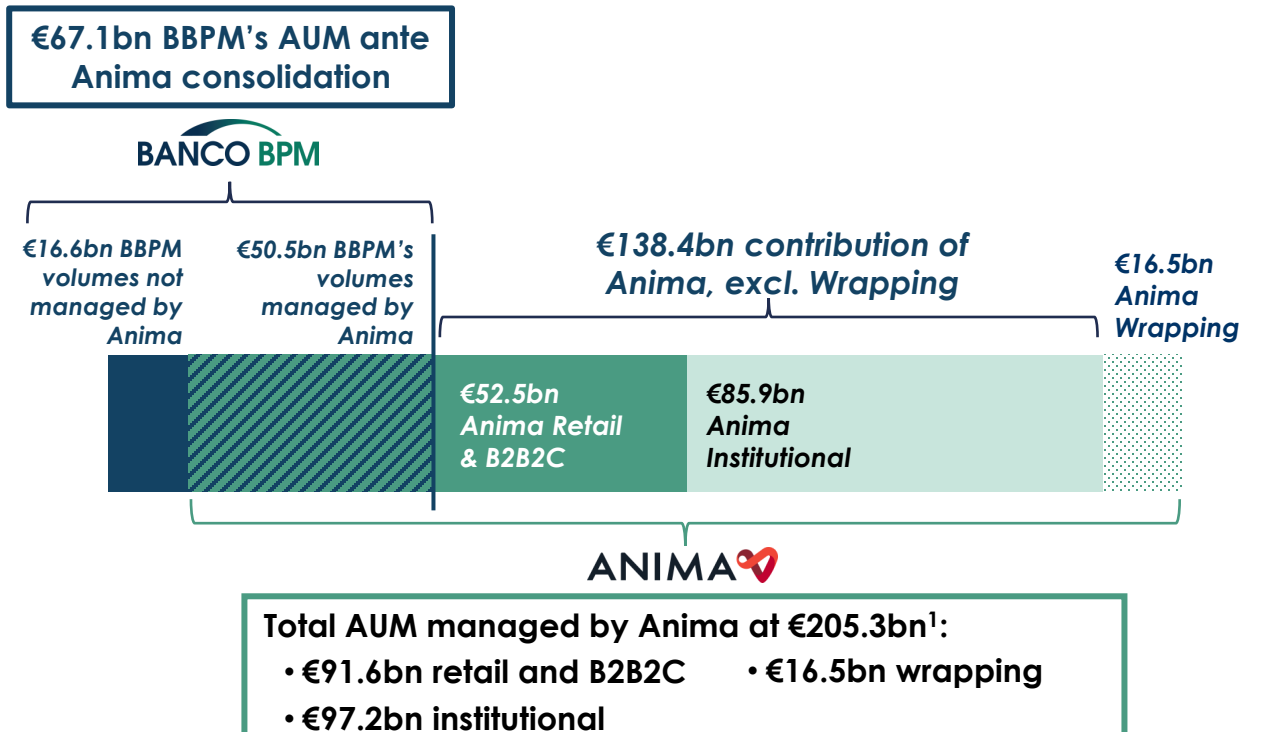 €67.1bn BBPM's AUM ante
Anima consolidation
BANCO BPM
€16.6bn BBPM
volumes not
managed by
Anima
€50.5bn BBPM's
volumes
managed by
Anima
€138.4bn contribution of
Anima, excl. Wrapping
€16.5bn
Anima
Wrapping
€52.5bn
Anima Retail
& B2B2C
€85.9bn
Anima
Institutional
ANIMA
Total AUM managed by Anima at €205.3bn¹:
• €91.6bn retail and B2B2C
• €16.5bn wrapping
• €97.2bn institutional